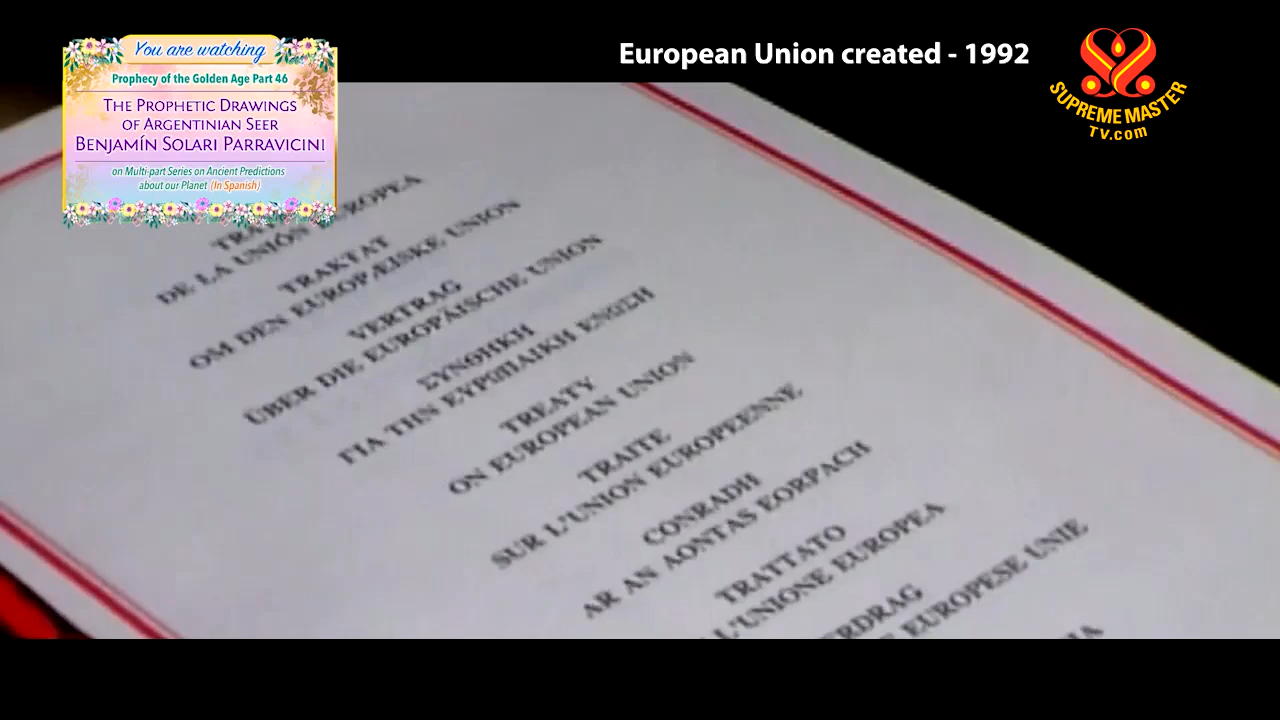 You are watching
Prophecy of the Golden Age Part 46
THE PROPHETIC DRAWINGS
OF ARGENTINIAN SEER
BENJAMÍN SOLARI PARRAVICINI
on Multi-part Series on Ancient Predictions
about our Planet (In Spanish)
European Union created - 1992
SUPREME MASTER
TV.com
DE LA UNIÓN
TRAKTAT
OM DEN EUROPÆISKE UNION
VERTRAG
ÜBER DIE EUROPÄISCHE UNION
ΣΥΝΘΗΚΗ
ΓΙΑ ΤΗΝ ΕΥΡΩΠΑΙΚΗ ΕΝΩΣΗ
TREATY
ON EUROPEAN UNION
TRAITE
SUR L'UNION EUROPEENNE
CONRADH
AR AN AONTAS EORPACH
TRATTATO
L'UNIONE EUROPEA
EUROPESE UNIE